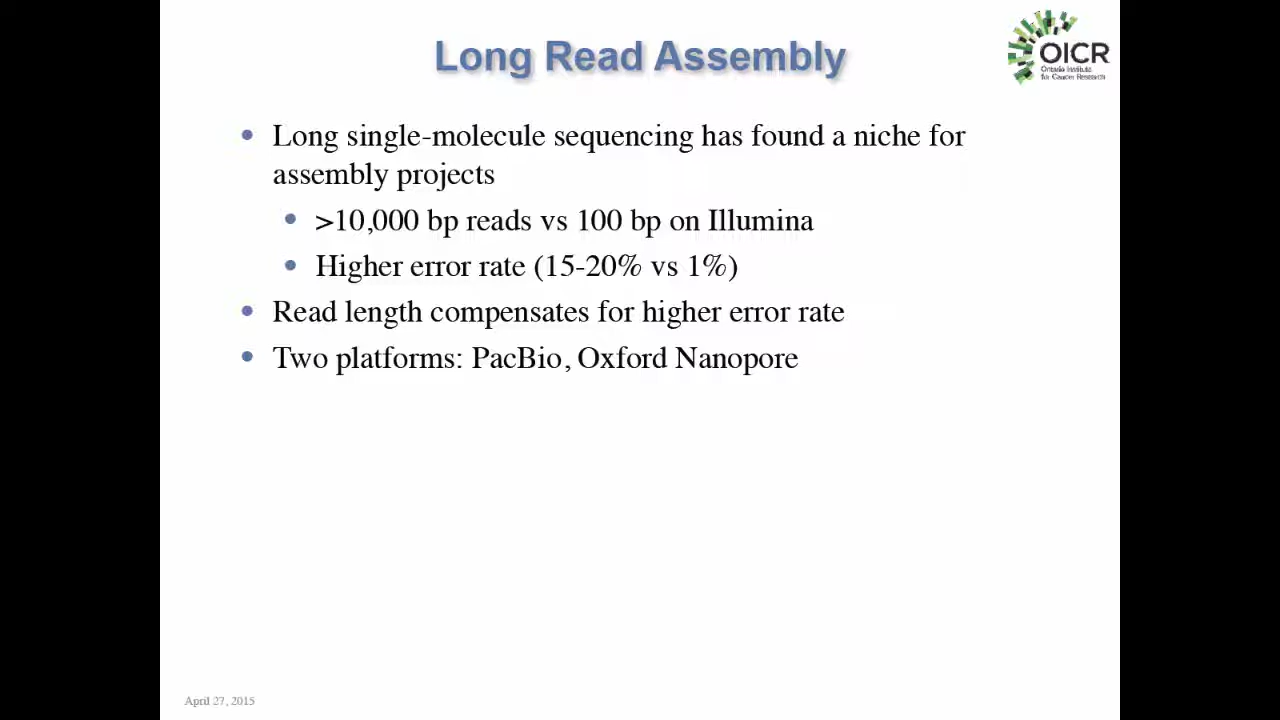 Long Read Assembly
OICR
Ontario Institute
for Cancer Research
• Long single-molecule sequencing has found a niche for
assembly projects
• >10,000 bp reads vs 100 bp on Illumina
• Higher error rate (15-20% vs 1%)
• Read length compensates for higher error rate
• Two platforms: PacBio, Oxford Nanopore
April 27, 2015